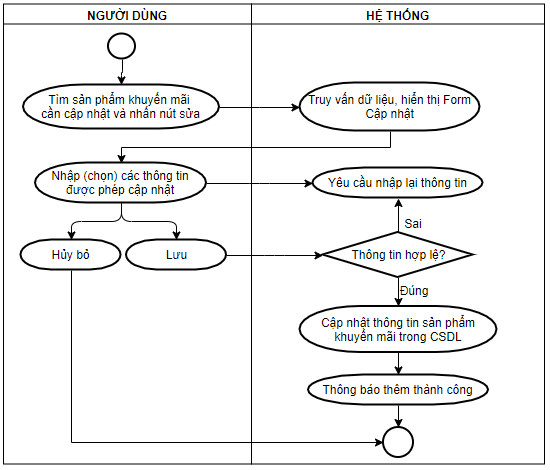 NGƯỜI DÙNG
HỆ THỐNG
Tìm sản phẩm khuyến mãi
cần cập nhật và nhấn nút sửa
Truy vấn dữ liệu, hiển thị Form
Cập nhật
Nhập (chọn) các thông tin
được phép cập nhật
Yêu cầu nhập lại thông tin
Sai
Hủy bỏ
Lưu
Thông tin hợp lệ?
Đúng
Cập nhật thông tin sản phẩm
khuyến mãi trong CSDL
Thông báo thêm thành công